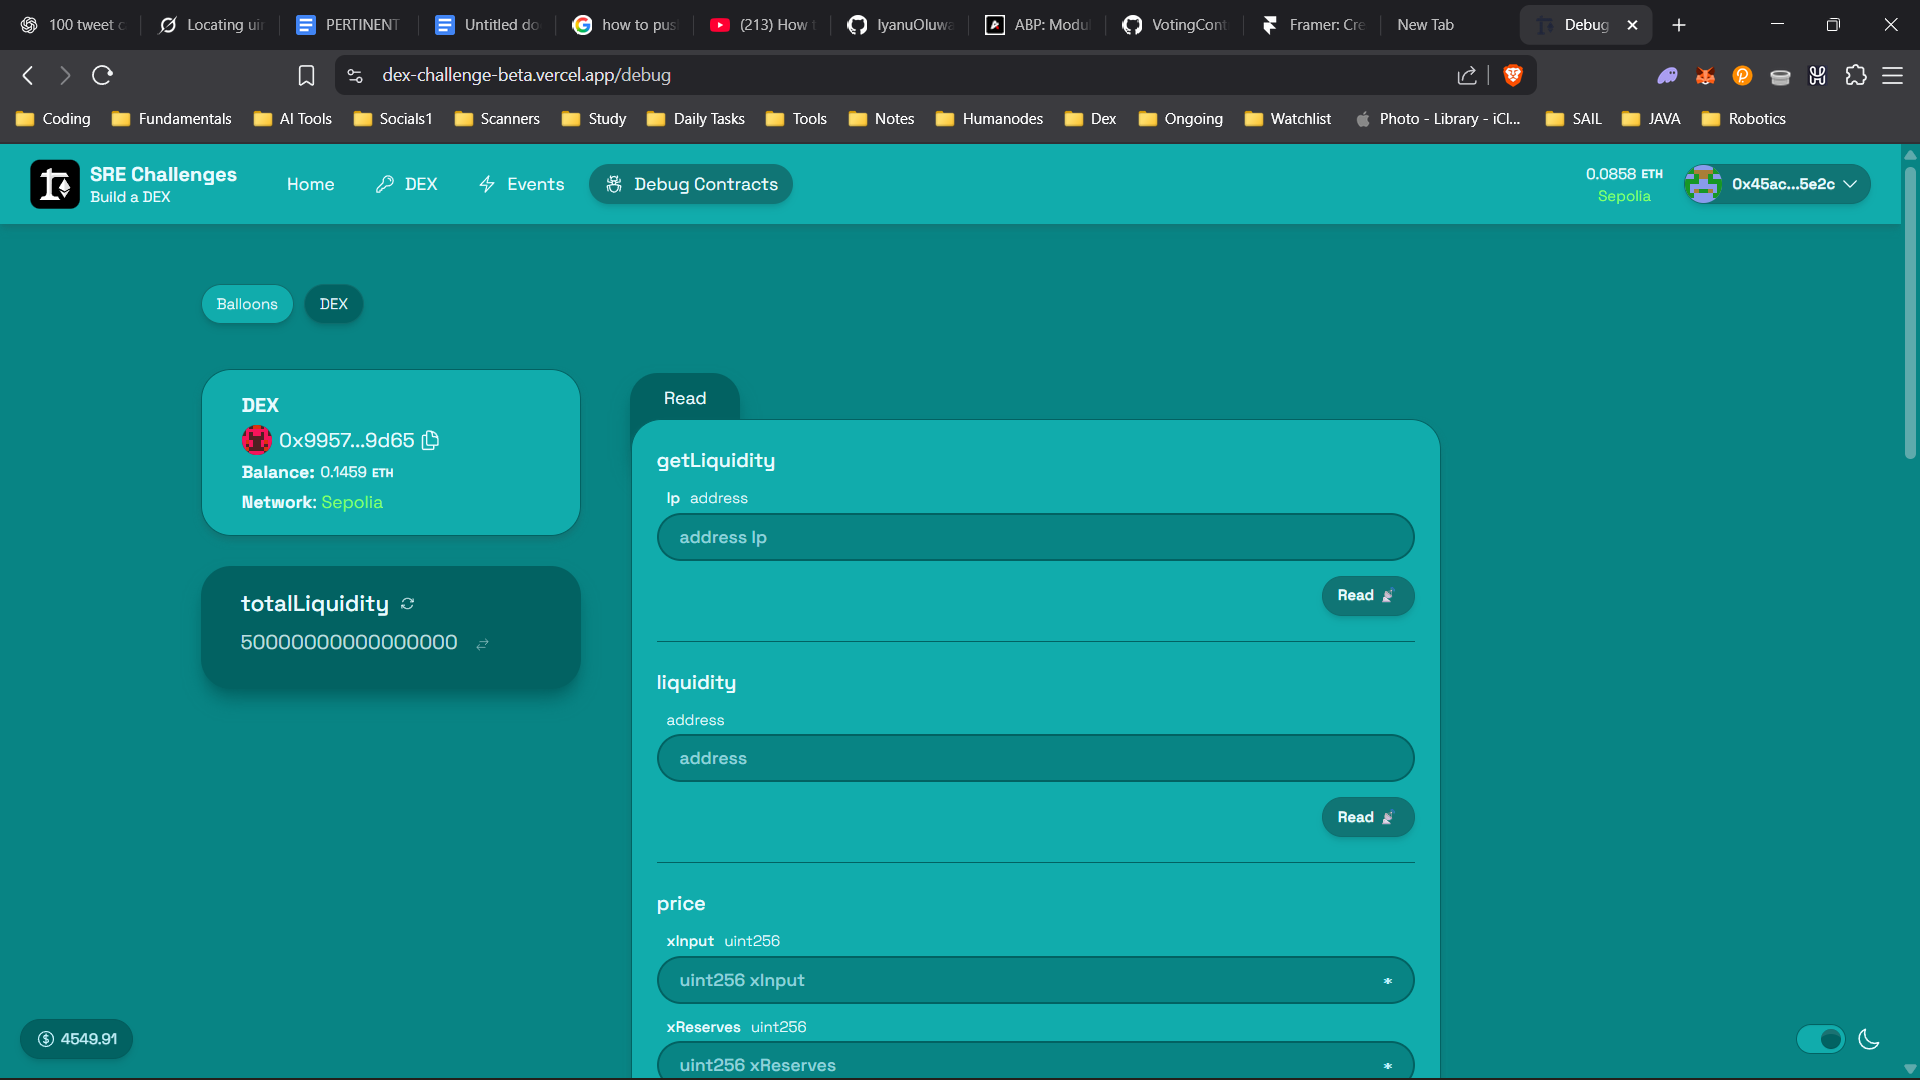 100 tweet c
Locating uir
PERTINENT
Untitled do
how to pus
(213) How t
IyanuOluwa
ABP: Modul
VotingCont
Framer: Cre
New Tab
Debug
dex-challenge-beta.vercel.app/debug
Coding
Fundamentals
AI Tools
Socials1
Scanners
Study
Daily Tasks
Tools
Notes
Humanodes
Dex
Ongoing
Watchlist
Photo - Library - iCl...
SAIL
JAVA
Robotics
SRE Challenges
Build a DEX
Home
DEX
Events
Debug Contracts
0.0858 ETH
Sepolia
0x45ac...5e2c
Balloons
DEX
DEX
0x9957...9d65
Balance: 0.1459 ETH
Network: Sepolia
totalLiquidity
50000000000000000
Read
getLiquidity
lp address
address lp
Read
liquidity
address
address
Read
price
xInput uint256
uint256 xInput
*
xReserves uint256
uint256 xReserves
*
4549.91